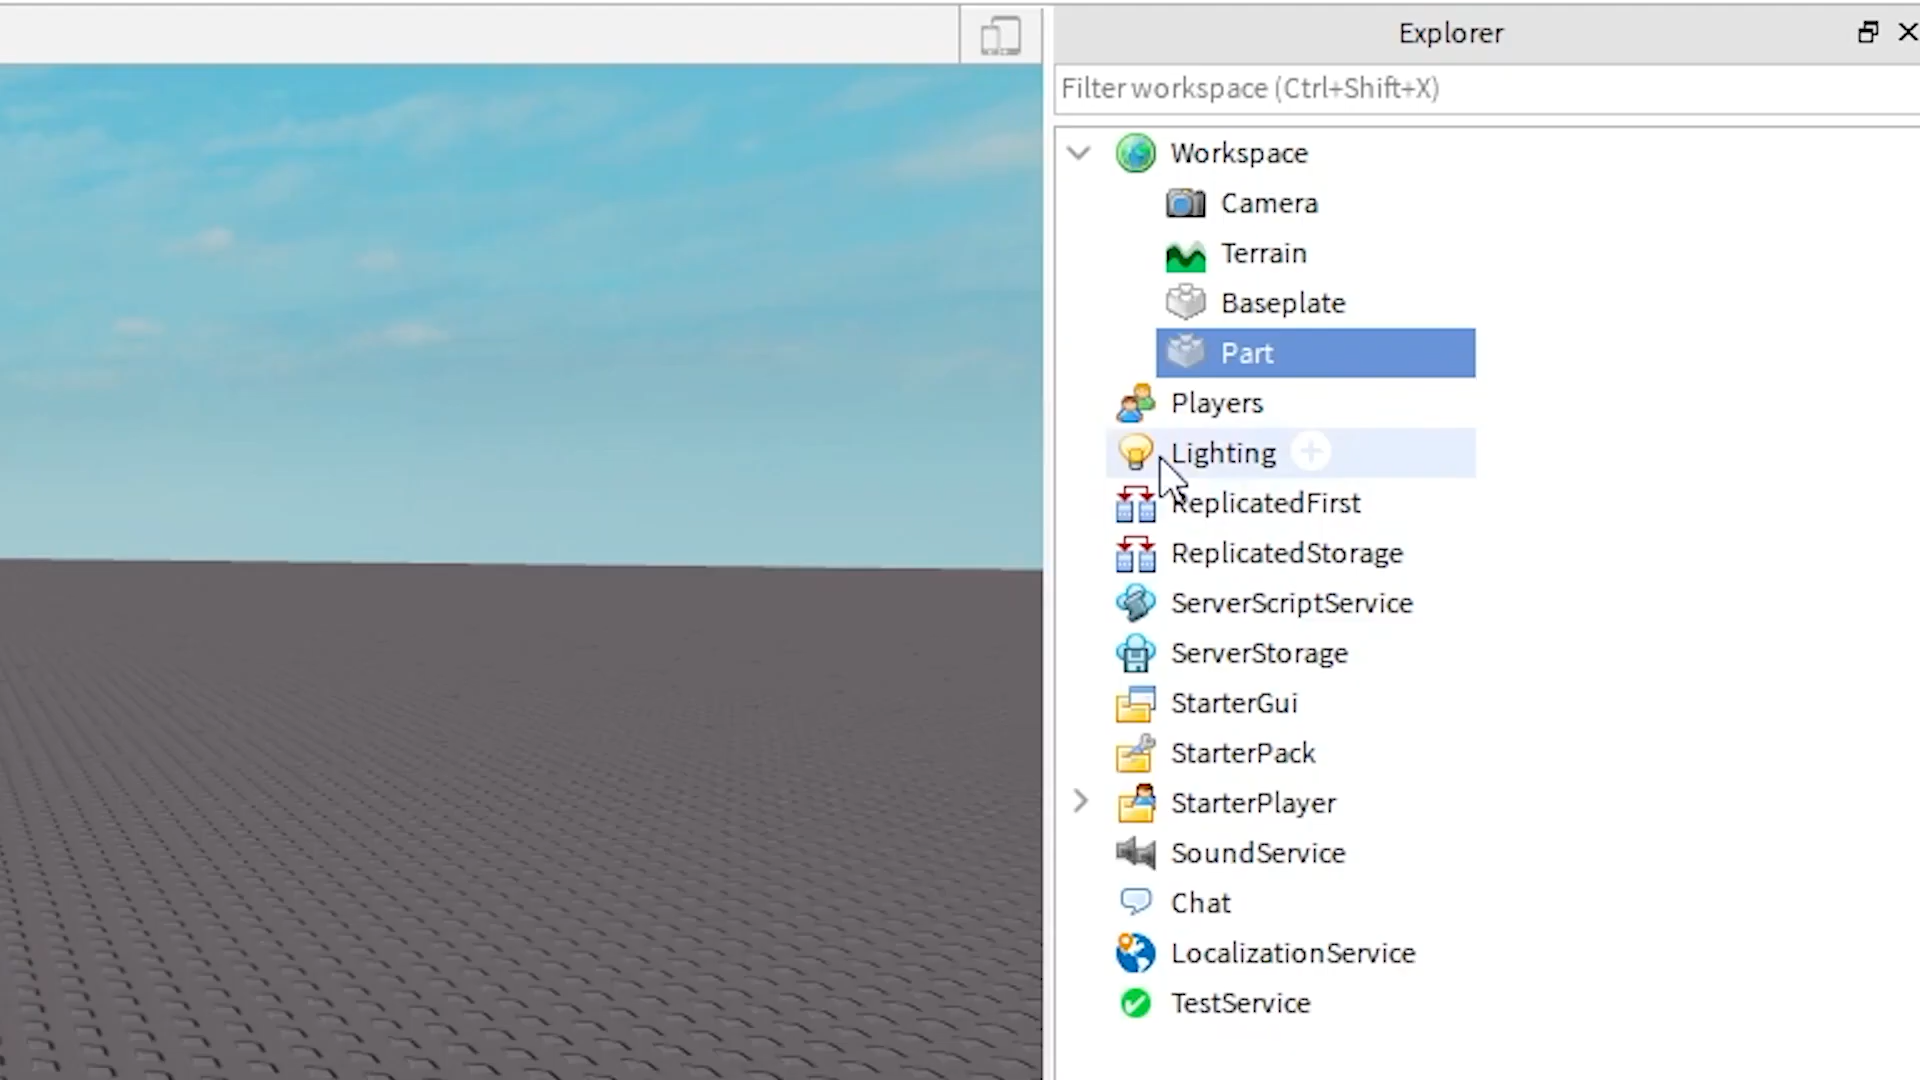 Explorer
Filter workspace (Ctrl+Shift+X)
Workspace
Camera
Terrain
Baseplate
Part
Players
Lighting
ReplicatedFirst
ReplicatedStorage
ServerScriptService
ServerStorage
StarterGui
StarterPack
StarterPlayer
SoundService
Chat
LocalizationService
TestService